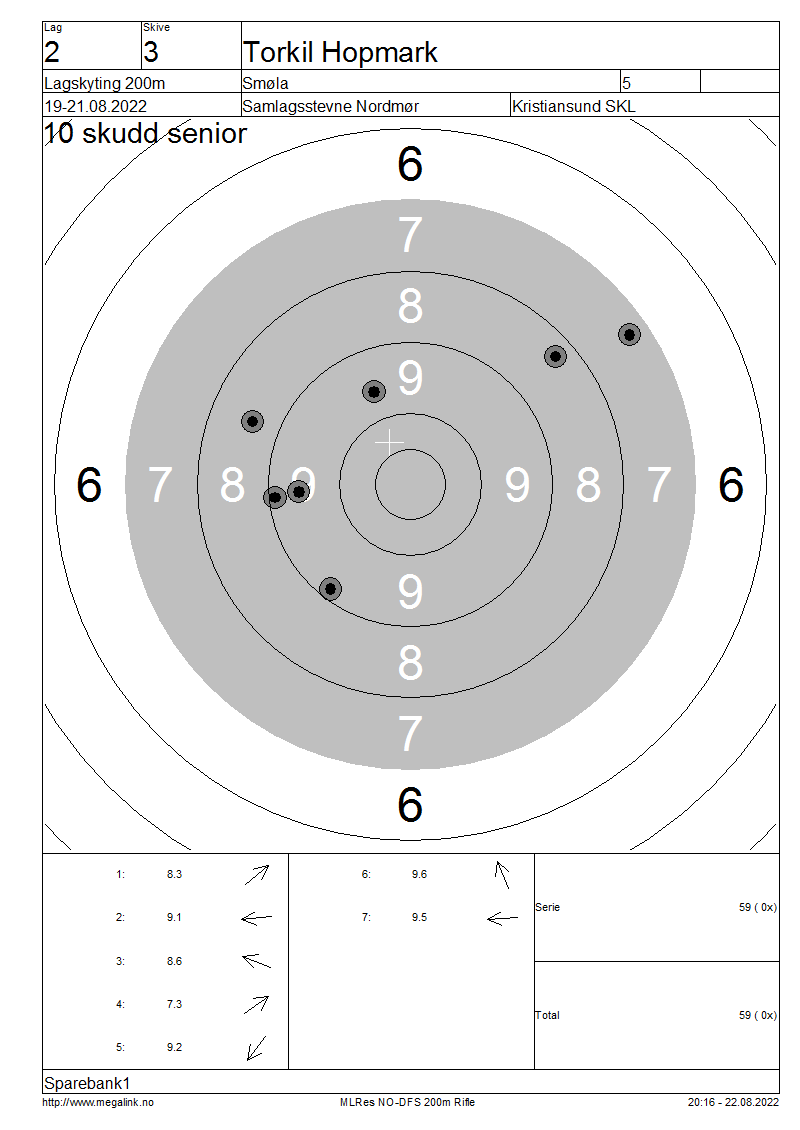 Lag Skive
2 3 Torkil Hopmark
Lagskyting 200m Smøla 5
19-21.08.2022 Samlagsstevne Nordmør Kristiansund SKL
10 skudd senior
6
7
8
9
6 7 8 9 9 8 7 6
9
8
7
6
1: 8.3 6: 9.6
2: 9.1 7: 9.5
Serie 59 ( 0x)
3: 8.6
4: 7.3
Total 59 ( 0x)
5: 9.2
Sparebank1
http://www.megalink.no MLRes NO-DFS 200m Rifle 20:16 - 22.08.2022